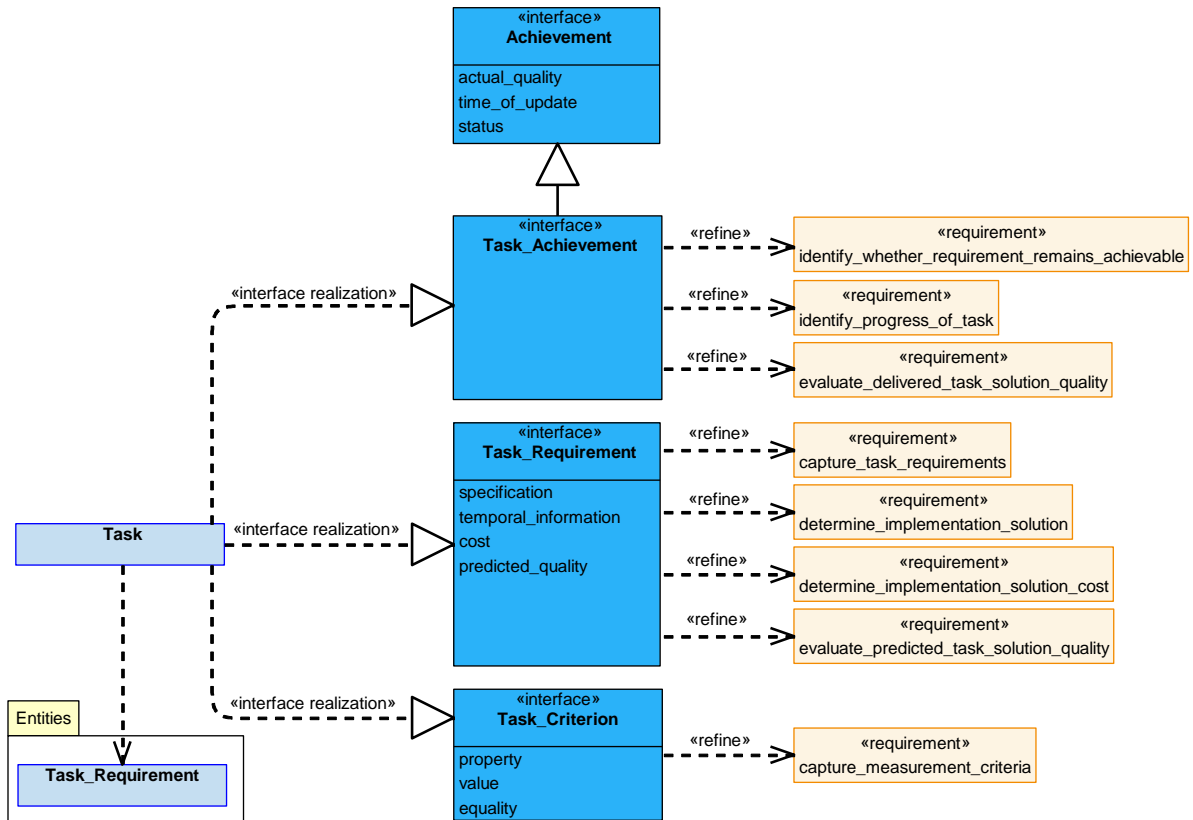 «interface»
Achievement
actual_quality
time_of_update
status
«interface»
Task_Achievement
«refine»
«requirement»
identify_whether_requirement_remains_achievable
«interface realization»
«refine»
«requirement»
identify_progress_of_task
«refine»
«requirement»
evaluate_delivered_task_solution_quality
«interface»
Task_Requirement
specification
temporal_information
cost
predicted_quality
«refine»
«requirement»
capture_task_requirements
«refine»
«requirement»
determine_implementation_solution
Task
«interface realization»
«refine»
«requirement»
determine_implementation_solution_cost
«refine»
«requirement»
evaluate_predicted_task_solution_quality
«interface realization»
«interface»
Task_Criterion
property
value
equality
«refine»
«requirement»
capture_measurement_criteria
Entities
Task_Requirement